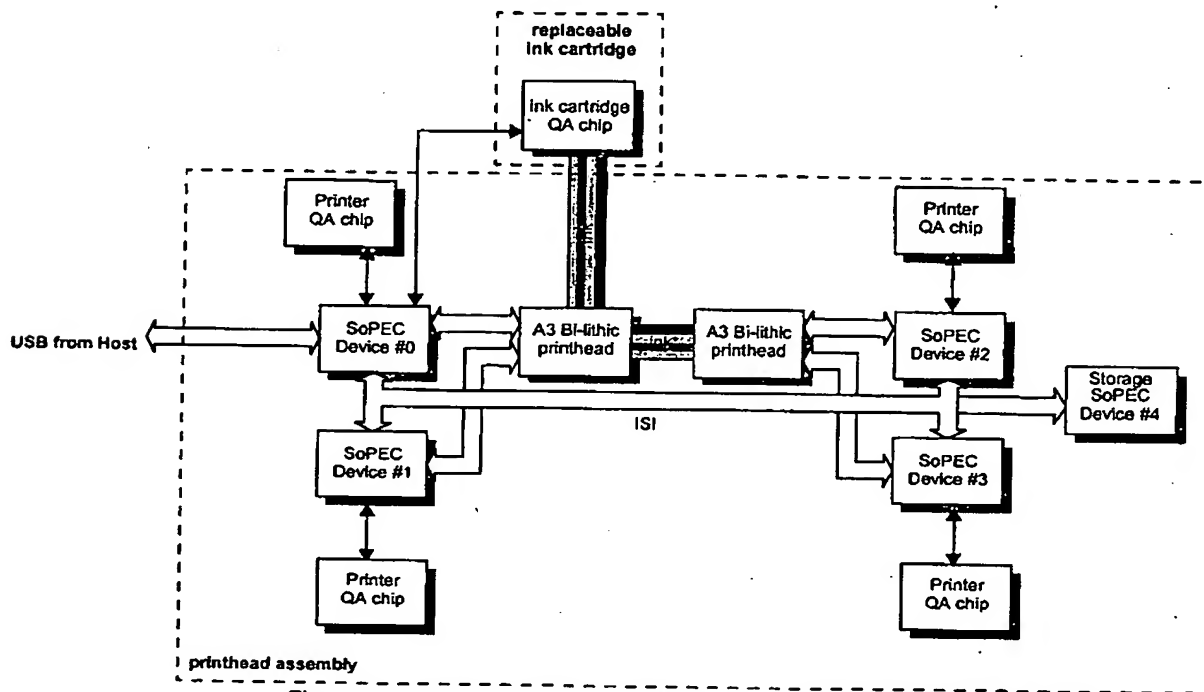 replaceable
ink cartridge
ink cartridge
QA chip
Printer
QA chip
Printer
QA chip
USB from Host
SoPEC
Device #0
A3 Bi-lithic
printhead
ink
A3 Bi-lithic
printhead
SoPEC
Device #2
Storage
SoPEC
Device #4
ISI
SoPEC
Device #1
SoPEC
Device #3
Printer
QA chip
Printer
QA chip
printhead assembly